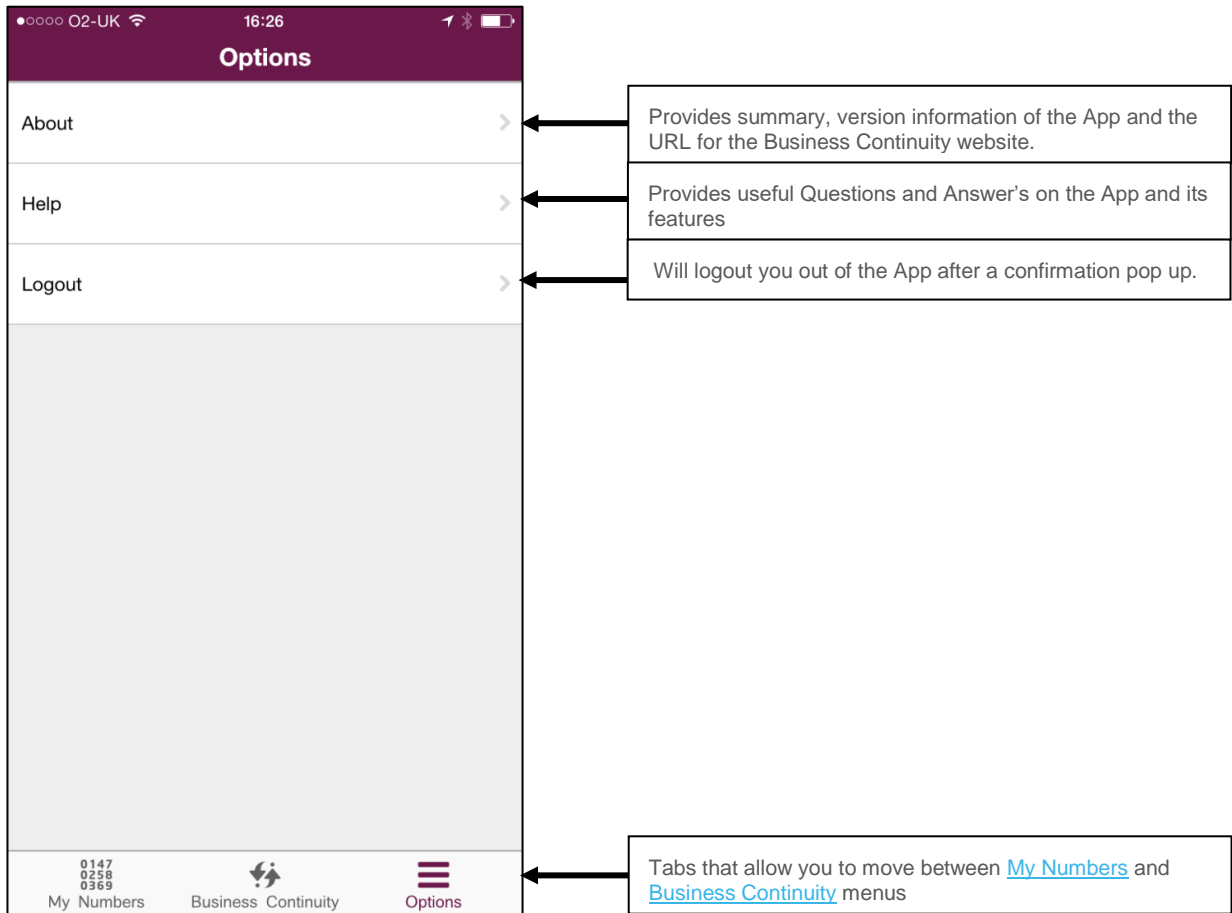 ●○○○○ O2-UK 16:26
Options
About
Provides summary, version information of the App and the
URL for the Business Continuity website.
Help
Provides useful Questions and Answer’s on the App and its
features
Logout
Will logout you out of the App after a confirmation pop up.
0147
0258
0369
My Numbers Business Continuity Options
Tabs that allow you to move between My Numbers and
Business Continuity menus